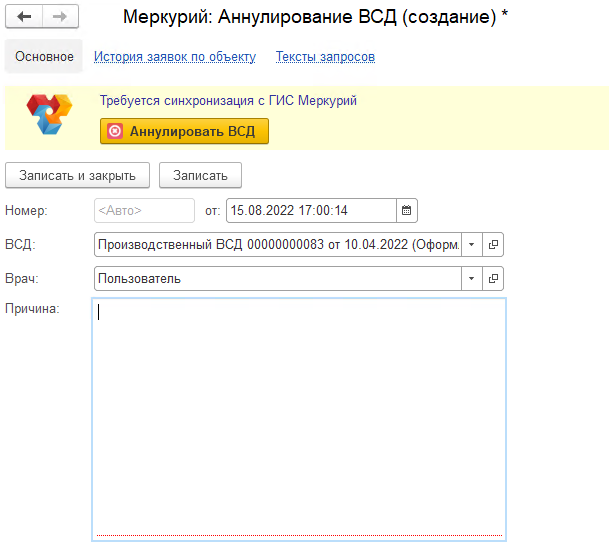 Меркурий: Аннулирование ВСД (создание) *
Основное История заявок по объекту Тексты запросов
Требуется синхронизация с ГИС Меркурий
Аннулировать ВСД
Записать и закрыть Записать
Номер: <Авто> от: 15.08.2022 17:00:14
ВСД: Производственный ВСД 00000000083 от 10.04.2022 (Оформ.
Врач: Пользователь
Причина: